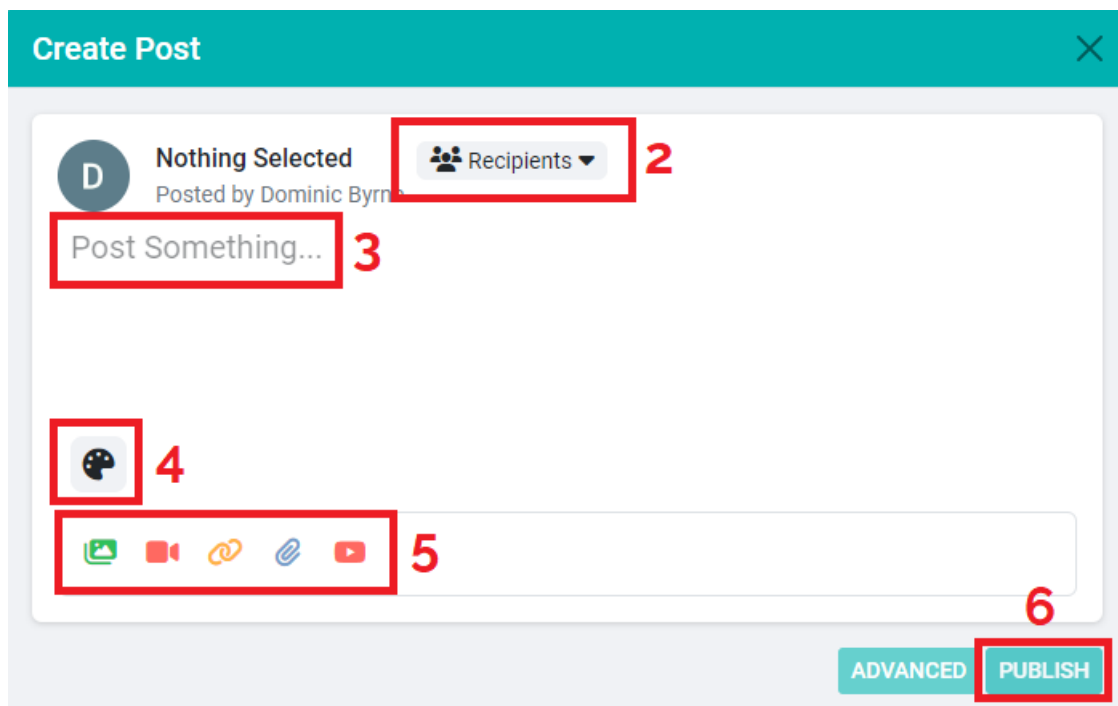 Create Post
Nothing Selected
Recipients
2
Posted by Dominic Byrne
Post Something...
3
4
5
6
ADVANCED
PUBLISH
D